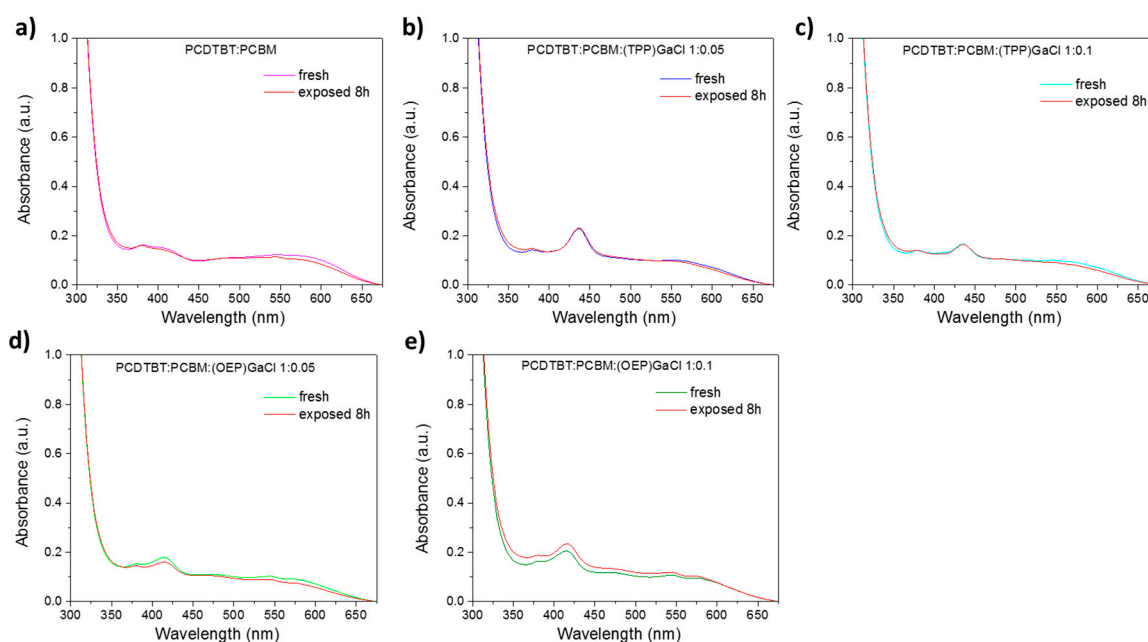 a)
PCDTBT:PCBM
fresh
exposed 8h
Absorbance (a.u.)
1.0
0.8
0.6
0.4
0.2
0.0
300 350 400 450 500 550 600 650
Wavelength (nm)
b)
PCDTBT:PCBM:(TPP)GaCl 1:0.05
fresh
exposed 8h
Absorbance (a.u.)
1.0
0.8
0.6
0.4
0.2
0.0
300 350 400 450 500 550 600 650
Wavelength (nm)
c)
PCDTBT:PCBM:(TPP)GaCl 1:0.1
fresh
exposed 8h
Absorbance (a.u.)
1.0
0.8
0.6
0.4
0.2
0.0
300 350 400 450 500 550 600 650
Wavelength (nm)
d)
PCDTBT:PCBM:(OEP)GaCl 1:0.05
fresh
exposed 8h
Absorbance (a.u.)
1.0
0.8
0.6
0.4
0.2
0.0
300 350 400 450 500 550 600 650
Wavelength (nm)
e)
PCDTBT:PCBM:(OEP)GaCl 1:0.1
fresh
exposed 8h
Absorbance (a.u.)
1.0
0.8
0.6
0.4
0.2
0.0
300 350 400 450 500 550 600 650
Wavelength (nm)